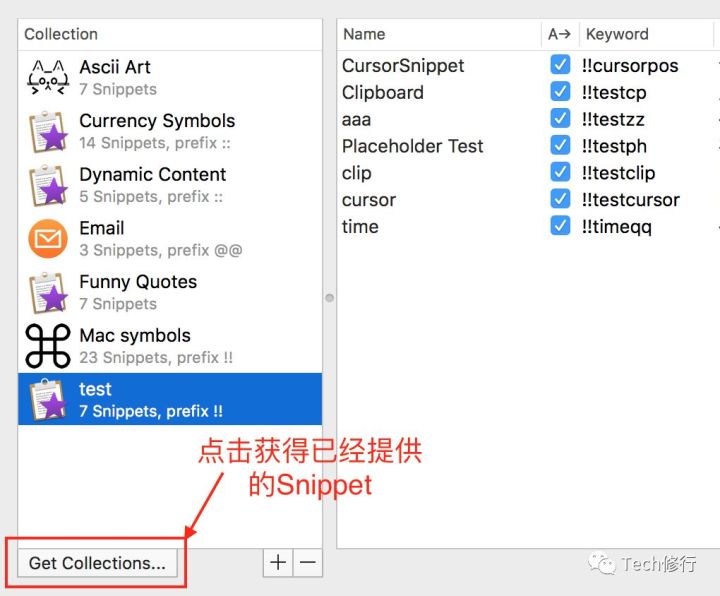 Collection
Ascii Art
7 Snippets
Currency Symbols
14 Snippets, prefix ::
Dynamic Content
5 Snippets, prefix ::
Email
3 Snippets, prefix @@
Funny Quotes
7 Snippets
Mac symbols
23 Snippets, prefix !!
test
7 Snippets, prefix !!
点击获得已经提供
的Snippet
Get Collections...
+ −
Name A→ Keyword
CursorSnippet !!cursorpos
Clipboard !!testcp
aaa !!testzz
Placeholder Test !!testph
clip !!testclip
cursor !!testcursor
time !!timeqq
Tech修行